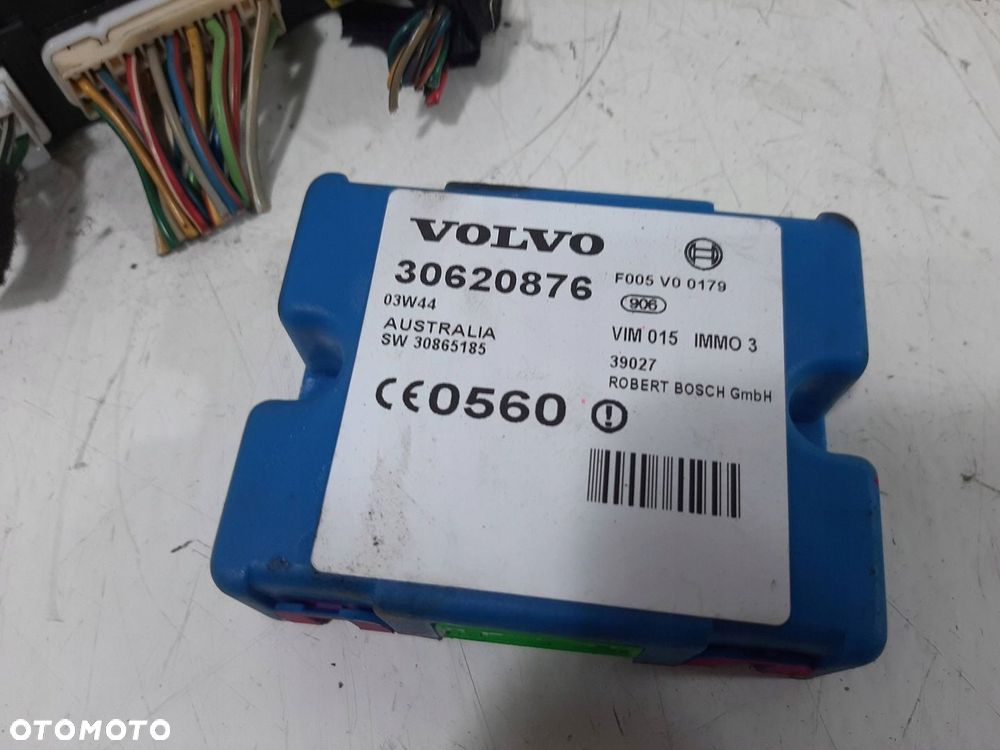 VOLVO
30620876
03W44
AUSTRALIA
SW 30865185
CE0560
F005 V0 0179
906
VIM 015 IMMO 3
39027
ROBERT BOSCH GmbH
OTOMOTO